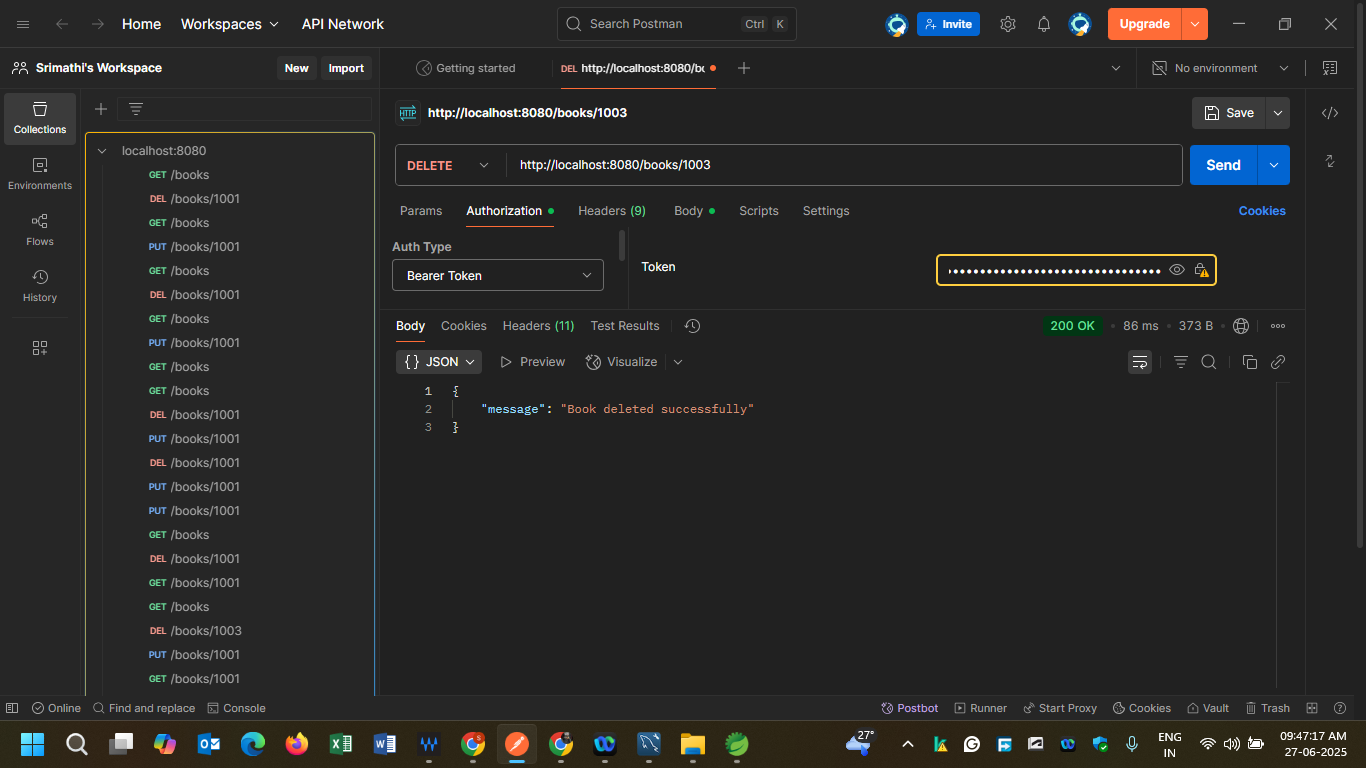 Home Workspaces API Network Search Postman Ctrl K Invite Upgrade
Srimathi's Workspace New Import Getting started DEL http://localhost:8080/bo No environment
HTTP http://localhost:8080/books/1003 Save
DELETE http://localhost:8080/books/1003 Send
Params Authorization Headers (9) Body Scripts Settings Cookies
Auth Type
Bearer Token
Token
Body Cookies Headers (11) Test Results 200 OK 86 ms 373 B
{} JSON Preview Visualize
1 {
2 "message": "Book deleted successfully"
3 }
Collections
Environments
Flows
History
localhost:8080
GET /books
DEL /books/1001
GET /books
PUT /books/1001
GET /books
DEL /books/1001
GET /books
PUT /books/1001
GET /books
GET /books
DEL /books/1001
PUT /books/1001
DEL /books/1001
PUT /books/1001
PUT /books/1001
GET /books
DEL /books/1001
GET /books/1001
GET /books
DEL /books/1003
PUT /books/1001
GET /books/1001
Online Find and replace Console Postbot Runner Start Proxy Cookies Vault Trash
27°
ENG
IN
09:47:17 AM
27-06-2025